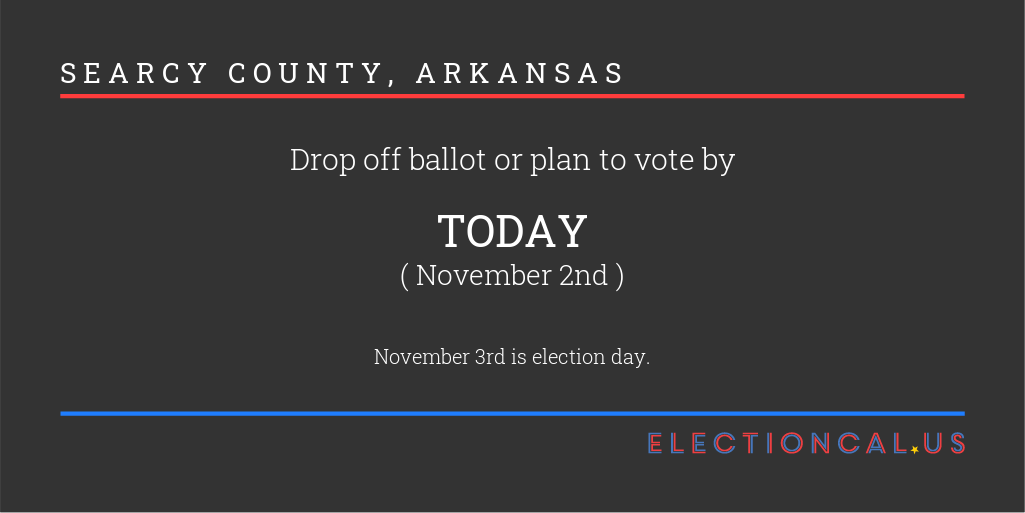 SEARCY COUNTY, ARKANSAS
Drop off ballot or plan to vote by
TODAY
( November 2nd )
November 3rd is election day.
ELECTIONCAL.US